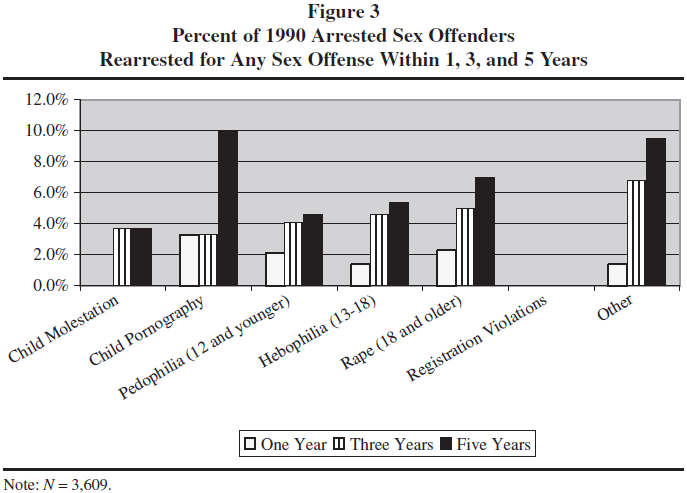 Figure 3
Percent of 1990 Arrested Sex Offenders
Rearrested for Any Sex Offense Within 1, 3, and 5 Years
12.0%
10.0%
8.0%
6.0%
4.0%
2.0%
0.0%
Child Molestation
Child Pornography
Pedophilia (12 and younger)
Hebophilia (13-18)
Rape (18 and older)
Registration Violations
Other
One Year Three Years Five Years
Note: N = 3,609.